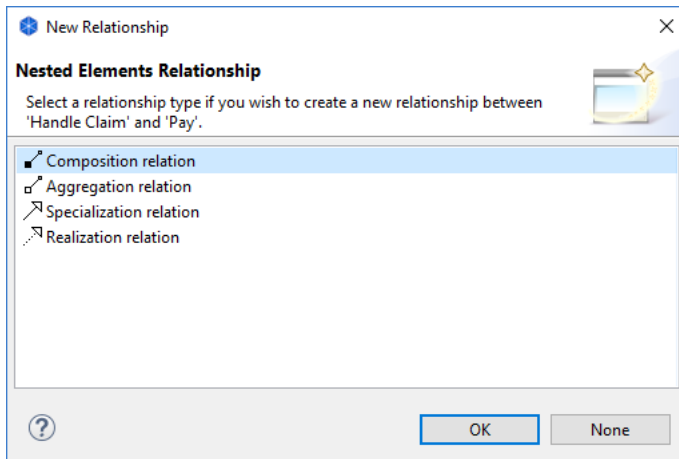 New Relationship
Nested Elements Relationship
Select a relationship type if you wish to create a new relationship between
'Handle Claim' and 'Pay'.
Composition relation
Aggregation relation
Specialization relation
Realization relation
?
OK
None